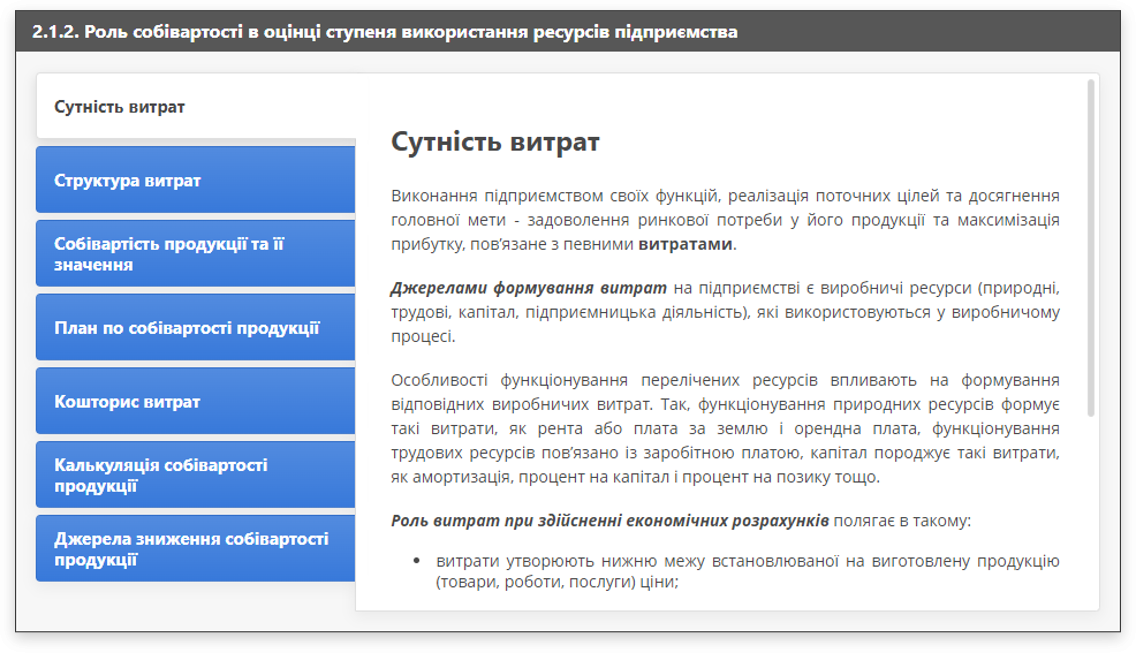 2.1.2. Роль собівартості в оцінці ступеня використання ресурсів підприємства
Сутність витрат
Структура витрат
Собівартість продукції та її
значення
План по собівартості продукції
Кошторис витрат
Калькуляція собівартості
продукції
Джерела зниження собівартості
продукції
Сутність витрат
Виконання підприємством своїх функцій, реалізація поточних цілей та досягнення
головної мети - задоволення ринкової потреби у його продукції та максимізація
прибутку, пов’язане з певними витратами.
Джерелами формування витрат на підприємстві є виробничі ресурси (природні,
трудові, капітал, підприємницька діяльність), які використовуються у виробничому
процесі.
Особливості функціонування перелічених ресурсів впливають на формування
відповідних виробничих витрат. Так, функціонування природних ресурсів формує
такі витрати, як рента або плата за землю і орендна плата, функціонування
трудових ресурсів пов’язано із заробітною платою, капітал породжує такі витрати,
як амортизація, процент на капітал і процент на позику тощо.
Роль витрат при здійсненні економічних розрахунків полягає в такому:
• витрати утворюють нижню межу встановлюваної на виготовлену продукцію
(товари, роботи, послуги) ціни;